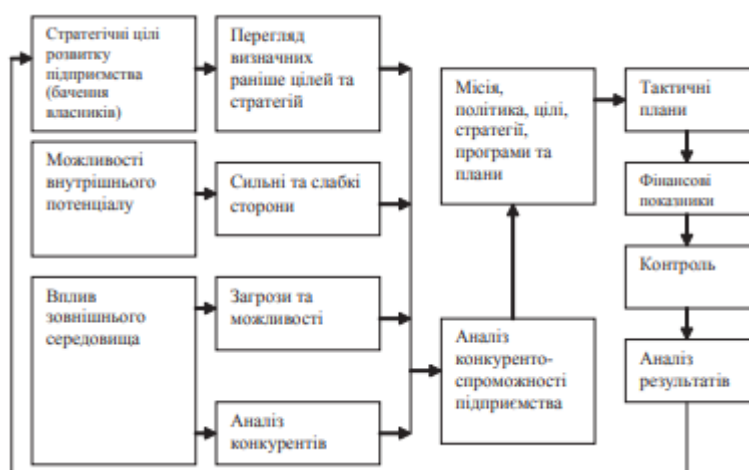 Стратегічні цілі
розвитку
підприємства
(бачення
власників)
Перегляд
визначних
раніше цілей та
стратегій
Можливості
внутрішнього
потенціалу
Сильні та слабкі
сторони
Вплив
зовнішнього
середовища
Загрози та
можливості
Аналіз
конкурентів
Місія,
політика, цілі,
стратегії,
програми та
плани
Аналіз
конкуренто-
спроможності
підприємства
Тактичні
плани
Фінансові
показники
Контроль
Аналіз
результатів